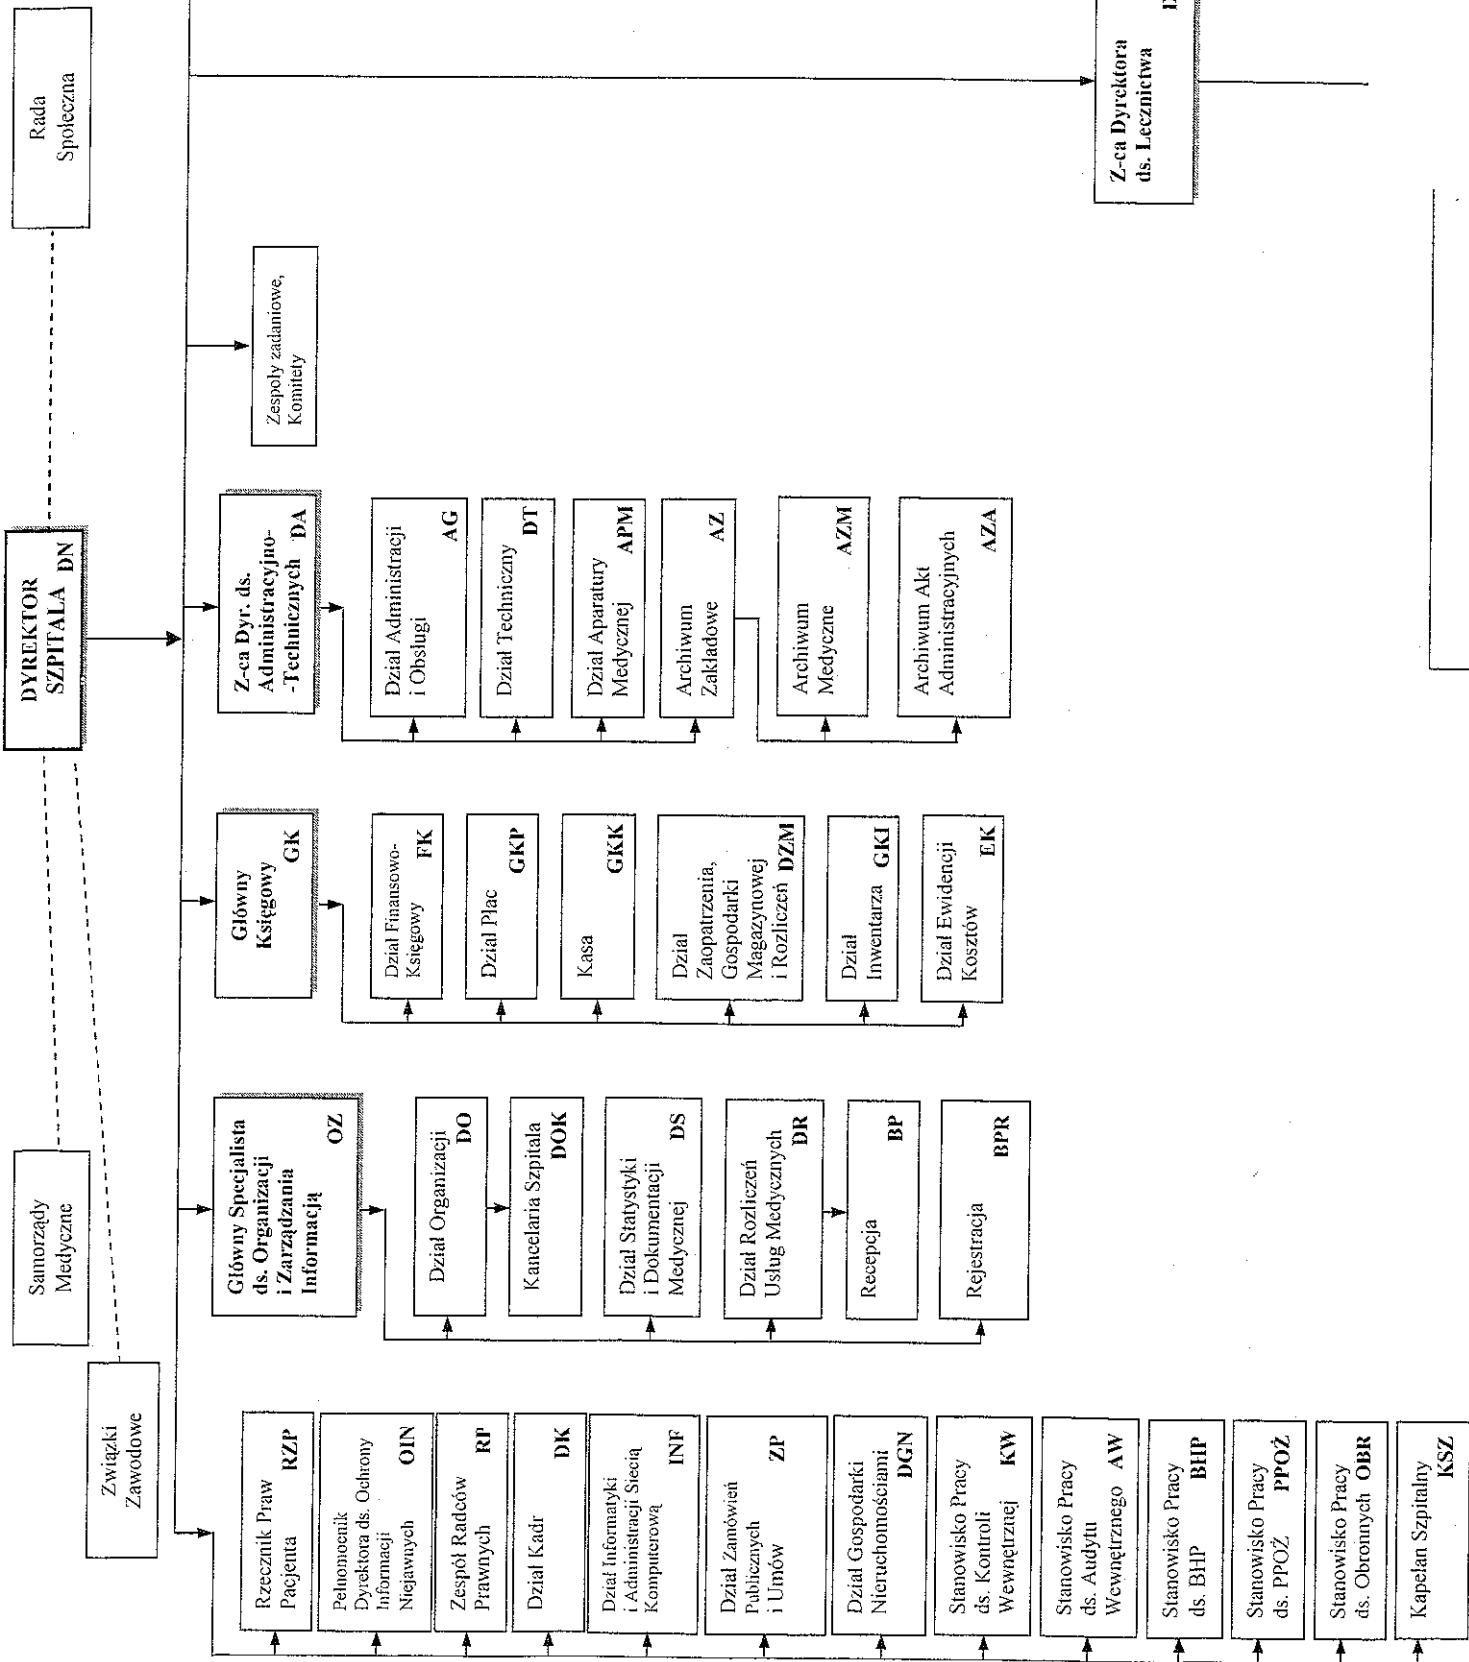 Rada
Społeczna
DYREKTOR
SZPITALA DN
Samorządy
Medyczne
Związki
Zawodowe
Z-ca Dyrektora
ds. Lecznictwa
Zespoły zadaniowe,
Komitety
Z-ca Dyr. ds.
Administracyjno-
-Technicznych DA
Dział Administracji
i Obsługi
AG
Dział Techniczny
DT
Dział Aparatury
Medycznej APM
Archiwum
Zakładowe AZ
Archiwum
Medyczne AZM
Archiwum Akt
Administracyjnych
AZA
Główny
Księgowy
GK
Dział Finansowo-
Księgowy FK
Dział Płac
GKP
Kasa
GKK
Dział
Zaopatrzenia,
Gospodarki
Magazynowej
i Rozliczeń DZM
Dział
Inwentarza GKI
Dział Ewidencji
Kosztów EK
Główny Specjalista
ds. Organizacji
i Zarządzania
Informacją OZ
Dział Organizacji
DO
Kancelaria Szpitala
DOK
Dział Statystyki
i Dokumentacji
Medycznej DS
Dział Rozliczeń
Usług Medycznych
DR
Recepcja
BP
Rejestracja
BPR
Rzecznik Praw
Pacjenta RZP
Pełnomocnik
Dyrektora ds. Ochrony
Informacji
Niejawnych OIN
Zespół Radców
Prawnych RP
Dział Kadr
DK
Dział Informatyki
i Administracji Siecią
Komputerową INF
Dział Zamówień
Publicznych
i Umów ZP
Dział Gospodarki
Nieruchomościami
DGN
Stanowisko Pracy
ds. Kontroli
Wewnętrznej KW
Stanowisko Pracy
ds. Audytu
Wewnętrznego AW
Stanowisko Pracy
ds. BHP BHP
Stanowisko Pracy
ds. PPOŻ PPOŻ
Stanowisko Pracy
ds. Obronnych OBR
Kapelan Szpitalny
KSZ